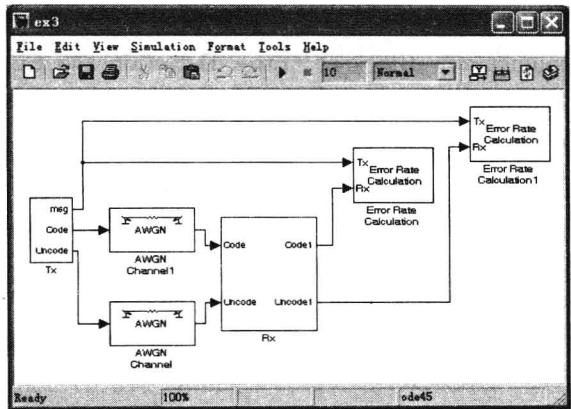 ex3
File Edit View Simulation Format Tools Help
10 Normal
Tx
Error Rate
Calculation
Rx
Error Rate
Calculation1
Tx
Error Rate
Calculation
Rx
Error Rate
Calculation
msg
Code
Uncode
Tx
AWGN
AWGN
Channel1
AWGN
AWGN
Channel
Code
Code1
Uncode
Uncode1
Rx
Ready 100% ode45